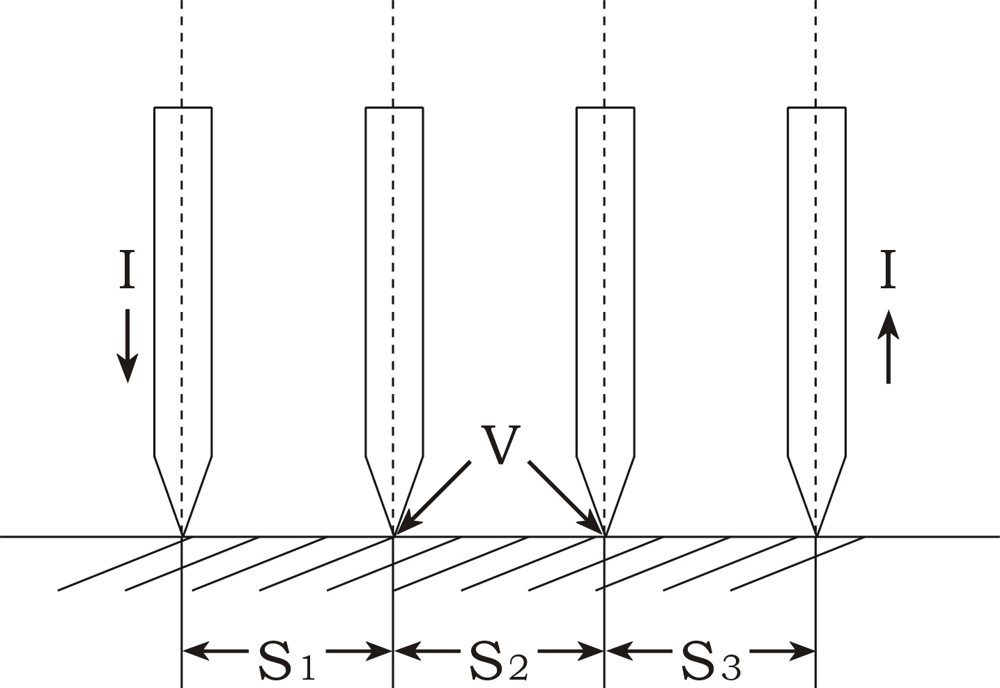 I I
V
S1 S2 S3